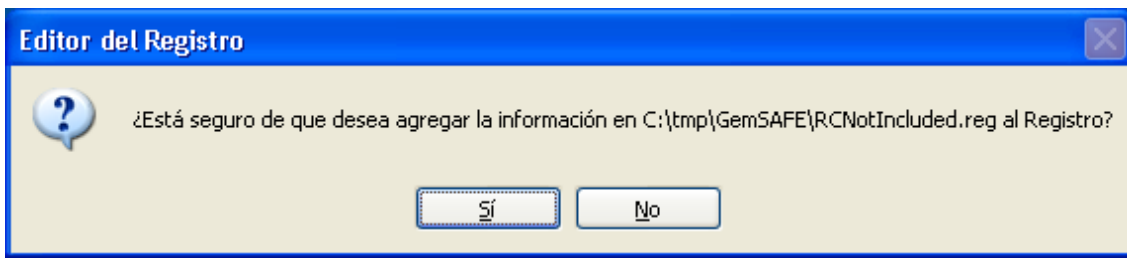 Editor del Registro
¿Está seguro de que desea agregar la información en C:\tmp\GemSAFE\RCNotIncluded.reg al Registro?
Sí
No